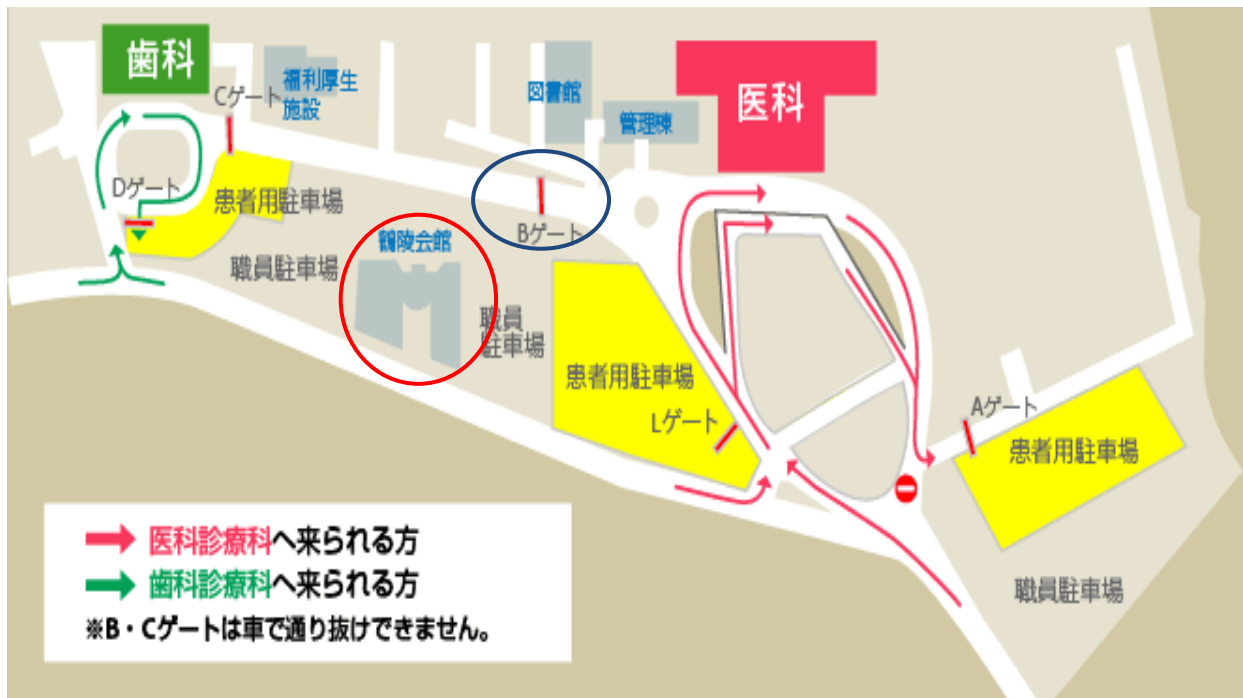 歯科
Cゲート
福利厚生
施設
図書館
管理棟
医科
Dゲート
患者用駐車場
Bゲート
鶴陵会館
職員駐車場
職員
駐車場
患者用駐車場
Lゲート
Aゲート
患者用駐車場
職員駐車場
医科診療科へ来られる方
歯科診療科へ来られる方
※B・Cゲートは車で通り抜けできません。